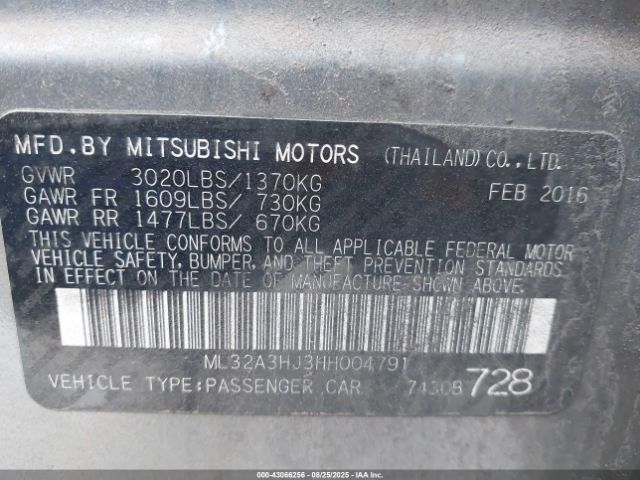 MFD.BY MITSUBISHI MOTORS (THAILAND)CO.,LTD.
GVWR 3020LBS/1370KG FEB 2016
GAWR FR 1609LBS/ 730KG
GAWR RR 1477LBS/ 670KG
THIS VEHICLE CONFORMS TO ALL APPLICABLE FEDERAL MOTOR
VEHICLE SAFETY, BUMPER, AND THEFT PREVENTION STANDARDS
IN EFFECT ON THE DATE OF MANUFACTURE SHOWN ABOVE.
ML32A3HJ3HH004791
VEHICLE TYPE:PASSENGER CAR 74308 728
000-43066256 - 08/25/2025 - © IAA Inc.